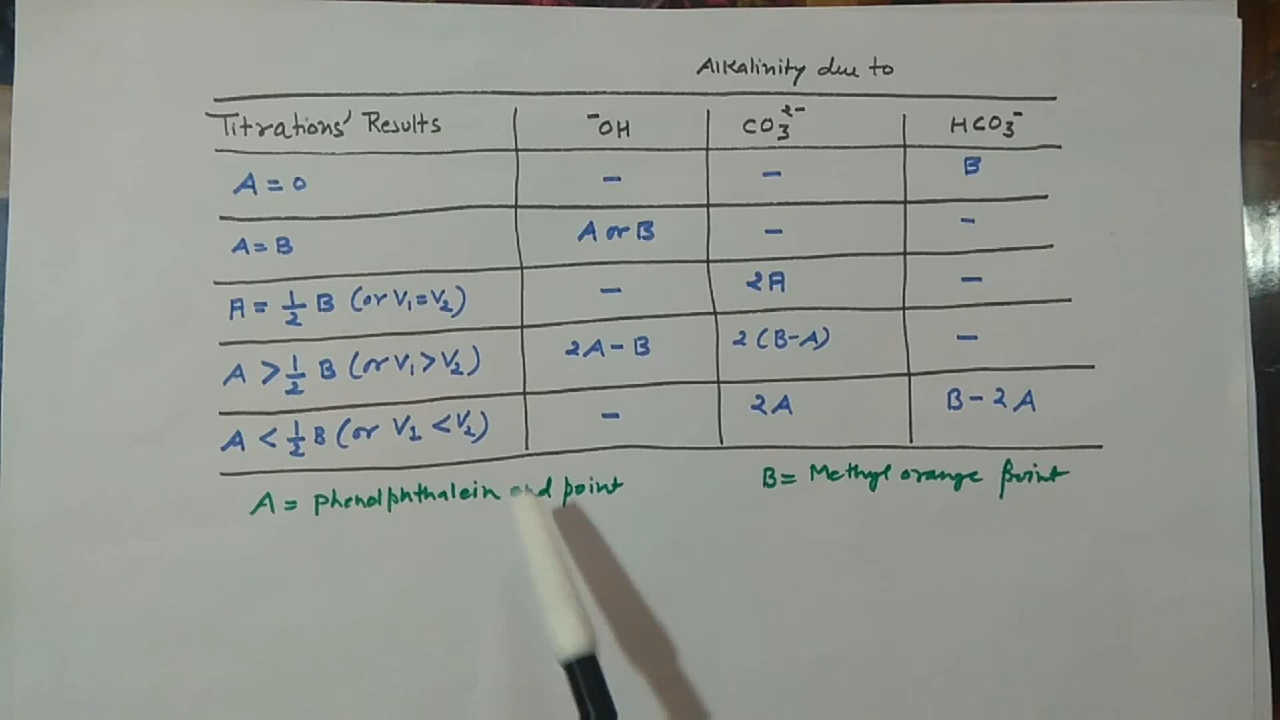 Alkalinity due to
Titrations' Results ⁻OH CO₃²⁻ HCO₃⁻
A = 0 - - B
A = B A or B - -
A = 1/2 B (or V₁ = V₂) - 2A -
A > 1/2 B (or V₁ > V₂) 2A - B 2(B-A) -
A < 1/2 B (or V₁ < V₂) - 2A B - 2A
A = Phenolphthalein end point B = Methyl orange point